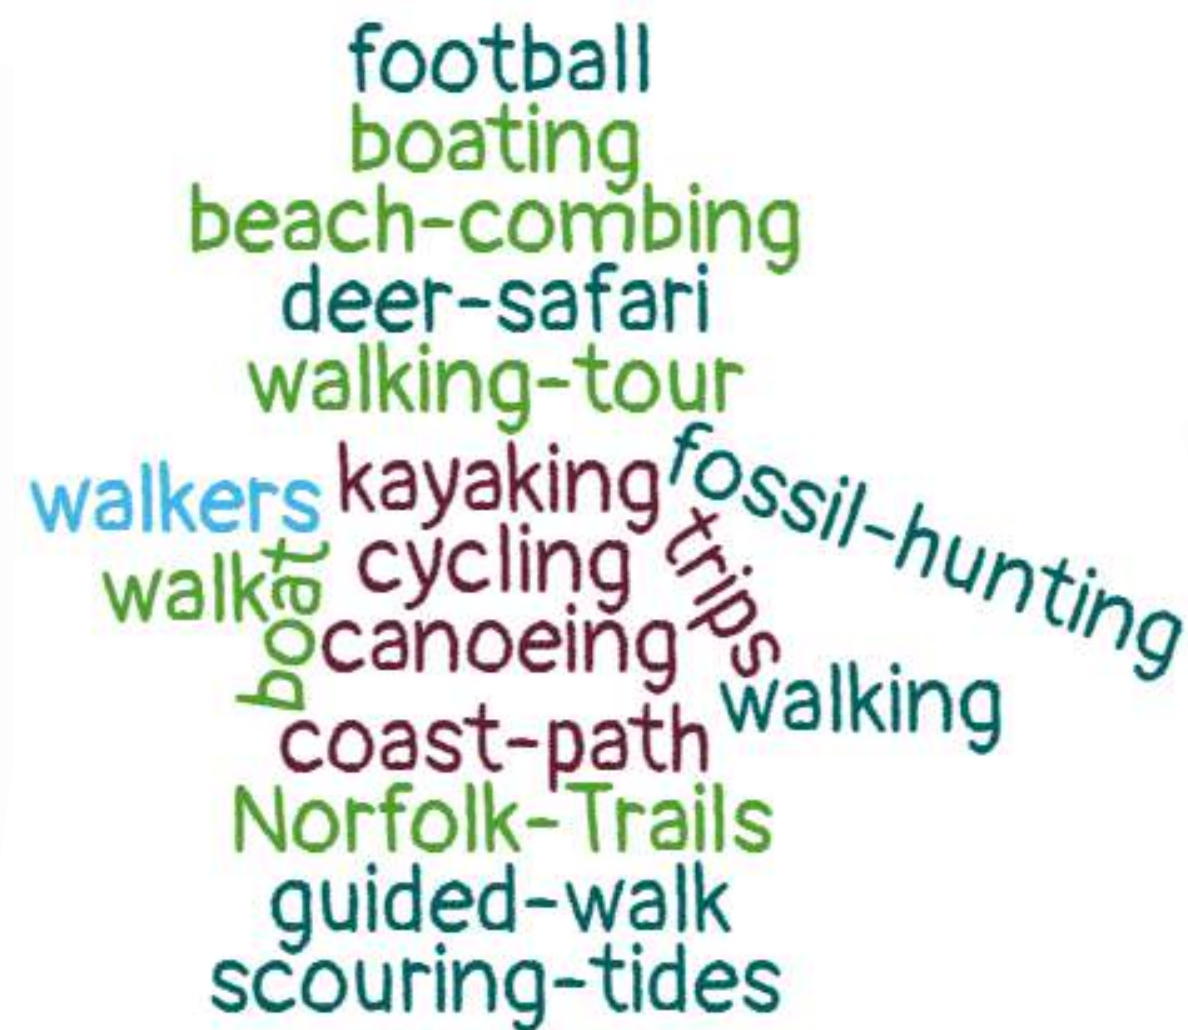 football
boating
beach-combing
deer-safari
walking-tour
fossil-hunting
walkers
kayaking
trips
walk
boat
cycling
canoeing
walking
coast-path
Norfolk-Trails
guided-walk
scouring-tides